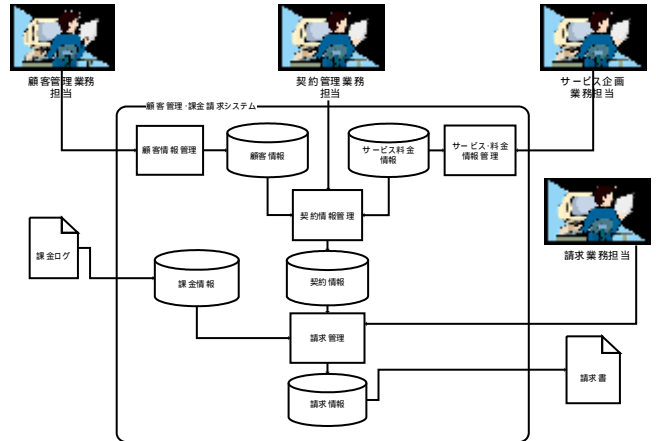 顧客管理業務
担当
契約管理業務
担当
サービス企画
業務担当
顧客管理・課金請求システム
顧客情報管理
顧客情報
サービス料金
情報
サービス・料金
情報管理
契約情報管理
課金ログ
課金情報
契約情報
請求業務担当
請求管理
請求情報
請求書